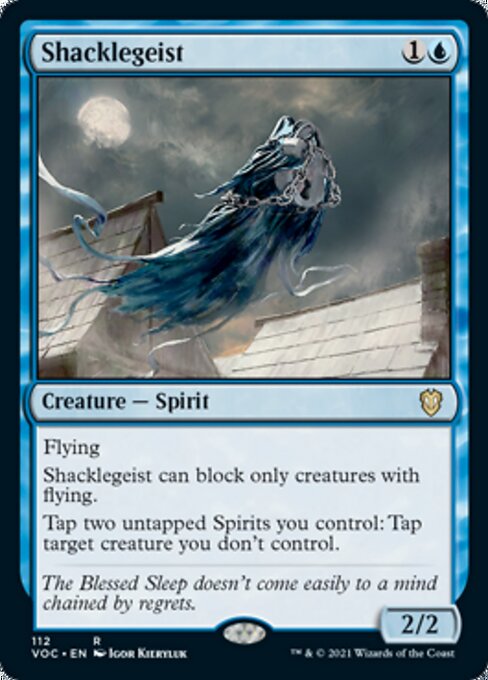 Shacklegeist 1
Creature — Spirit
Flying
Shacklegeist can block only creatures with
flying.
Tap two untapped Spirits you control: Tap
target creature you don't control.
The Blessed Sleep doesn't come easily to a mind
chained by regrets.
2/2
112 R
VOC • EN Igor Kieryluk ™ & © 2021 Wizards of the Coast